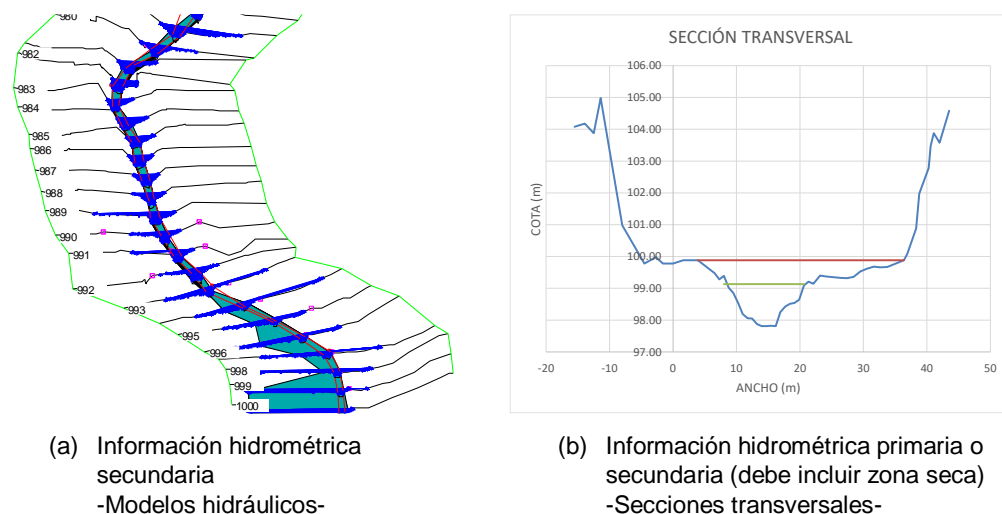 980
982
983
984
985
986
987
988
989
990
991
992
993
995
996
998
999
1000
SECCIÓN TRANSVERSAL
106.00
105.00
104.00
103.00
102.00
101.00
100.00
99.00
98.00
97.00
COTA (m)
-20 -10 0 10 20 30 40 50
ANCHO (m)
(a) Información hidrométrica
secundaria
-Modelos hidráulicos-
(b) Información hidrométrica primaria o
secundaria (debe incluir zona seca)
-Secciones transversales-